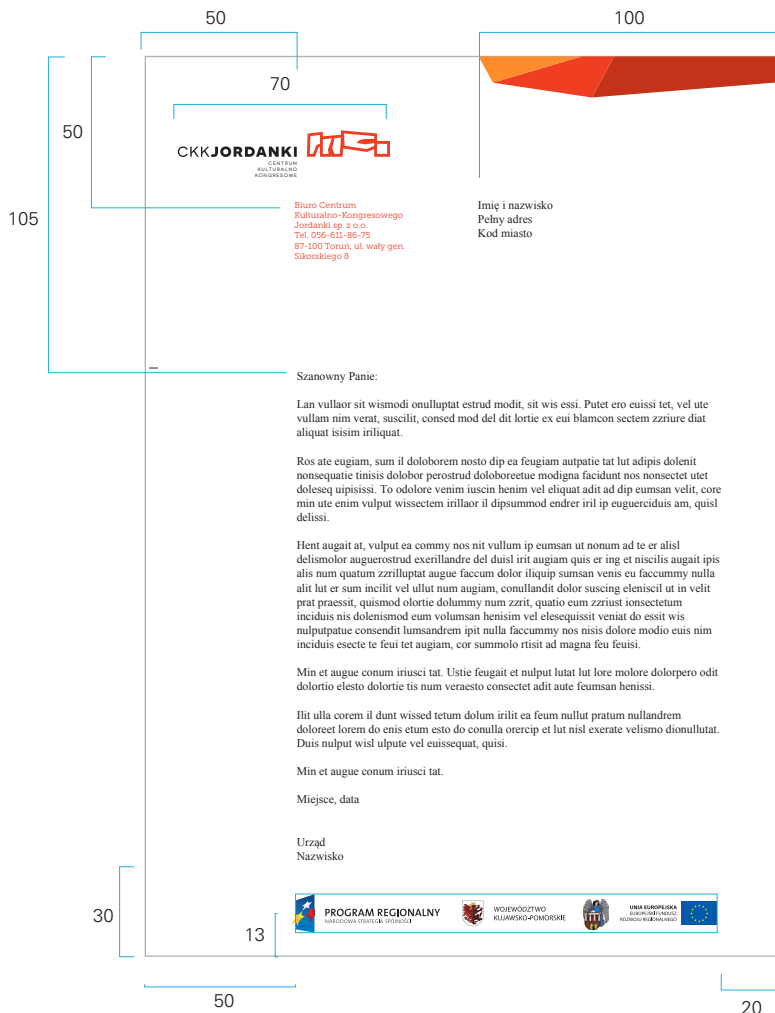 50
100
70
50
CKKJORDANKI
CENTRUM
KULTURALNO
KONGRESOWE
105
Biuro Centrum
Kulturalno-Kongresowego
Jordanki sp. z o.o.
Tel. 056-611-86-75
87-100 Toruń, ul. wały gen.
Sikorskiego 8
Imię i nazwisko
Pełny adres
Kod miasto
Szanowny Panie:
Lan vullaor sit wismodi onulluptat estrud modit, sit wis essi. Putet ero euissi tet, vel ute
vullam nim verat, suscilit, consed mod del dit lortie ex eui blamcon sectem zzriure diat
aliquat isisim iriliquat.
Ros ate eugiam, sum il doloborem nosto dip ea feugiam autpatie tat lut adipis dolenit
nonsequatie tinisis dolobor perostrud doloboreetue modigna facidunt nos nonsectet utet
doleseq uipisissi. To odolore venim iuscin henim vel eliquat adit ad dip eumsan velit, core
min ute enim vulput wissectem irillaor il dipsummod endrer iril ip euguerciduis am, quisl
delissi.
Hent augait at, vulput ea commy nos nit vullum ip eumsan ut nonum ad te er alisl
delismolor auguerostrud exerillandre del duisl irit augiam quis er ing et niscilis augait ipis
alis num quatum zzrilluptat augue faccum dolor iliquip sumsan venis eu faccummy nulla
alit lut er sum incilit vel ullut num augiam, conullandit dolor suscing eleniscil ut in velit
prat praessit, quismod olortie dolummy num zzrit, quatio eum zzriust ionsectetum
inciduis nis dolenismod eum volumsan henisim vel elesequissit veniat do essit wis
nulputpatue consendit lumsandrem ipit nulla faccummy nos nisis dolore modio euis nim
inciduis esecte te feui tet augiam, cor summolo rtisit ad magna feu feuisi.
Min et augue conum iriusci tat. Ustie feugait et nulput lutat lut lore molore dolorpero odit
dolortio elesto dolortie tis num veraesto consectet adit aute feumsan henissi.
Ilit ulla corem il dunt wissed tetum dolum irilit ea feum nullut pratum nullandrem
doloreet lorem do enis etum esto do conulla orercip et lut nisl exerate velismo dionullutat.
Duis nulput wisl ulpute vel euissequat, quisi.
Min et augue conum iriusci tat.
Miejsce, data
Urząd
Nazwisko
30
13
PROGRAM REGIONALNY
NARODOWA STRATEGIA SPÓJNOŚCI
WOJEWÓDZTWO
KUJAWSKO-POMORSKIE
UNIA EUROPEJSKA
EUROPEJSKI FUNDUSZ
ROZWOJU REGIONALNEGO
50
20